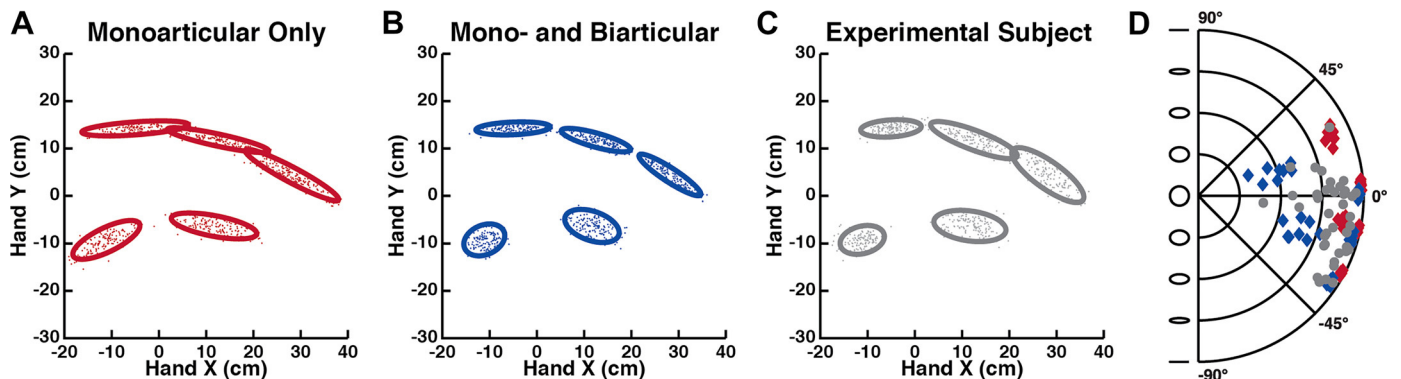 A Monoarticular Only
30
20
10
0
-10
-20
-30
Hand Y (cm)
-20 -10 0 10 20 30 40
Hand X (cm)
B Mono- and Biarticular
30
20
10
0
-10
-20
-30
Hand Y (cm)
-20 -10 0 10 20 30 40
Hand X (cm)
C Experimental Subject
30
20
10
0
-10
-20
-30
Hand Y (cm)
-20 -10 0 10 20 30 40
Hand X (cm)
D
90°
45°
0°
-45°
-90°